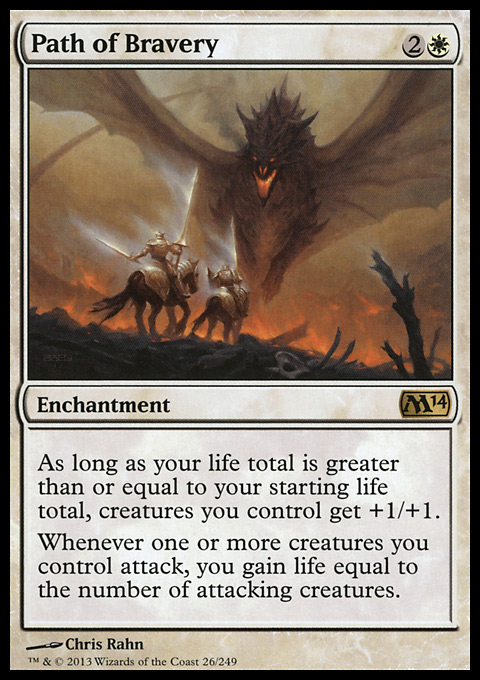 Path of Bravery 2
Enchantment M14
As long as your life total is greater
than or equal to your starting life
total, creatures you control get +1/+1.
Whenever one or more creatures you
control attack, you gain life equal to
the number of attacking creatures.
Chris Rahn
™ & © 2013 Wizards of the Coast 26/249